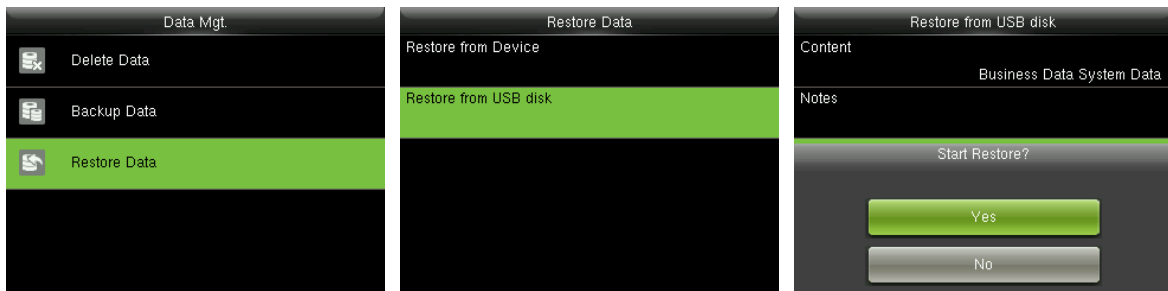 Data Mgt.
Delete Data
Backup Data
Restore Data
Restore Data
Restore from Device
Restore from USB disk
Restore from USB disk
Content
Business Data System Data
Notes
Start Restore?
Yes
No